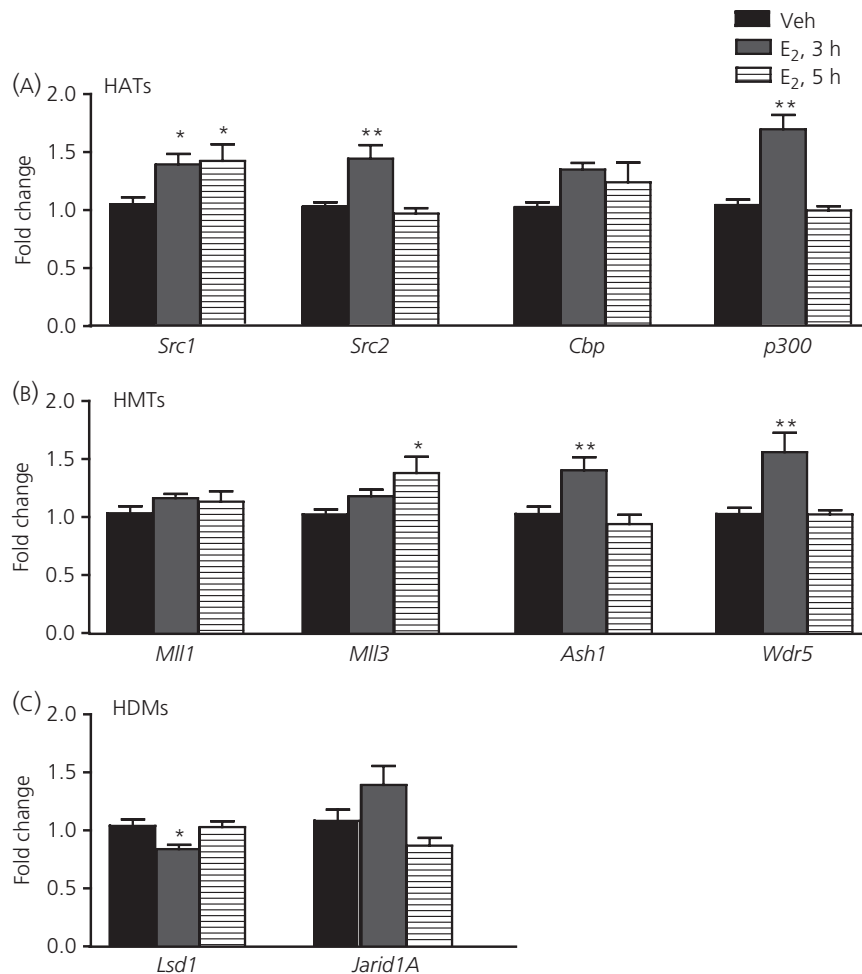 Veh
E₂, 3 h
E₂, 5 h
(A) HATs
Fold change
2.0
1.5
1.0
0.5
0.0
* * ** **
Src1 Src2 Cbp p300
(B) HMTs
Fold change
2.0
1.5
1.0
0.5
0.0
* ** **
Mll1 Mll3 Ash1 Wdr5
(C) HDMs
Fold change
2.0
1.5
1.0
0.5
0.0
*
Lsd1 Jarid1A